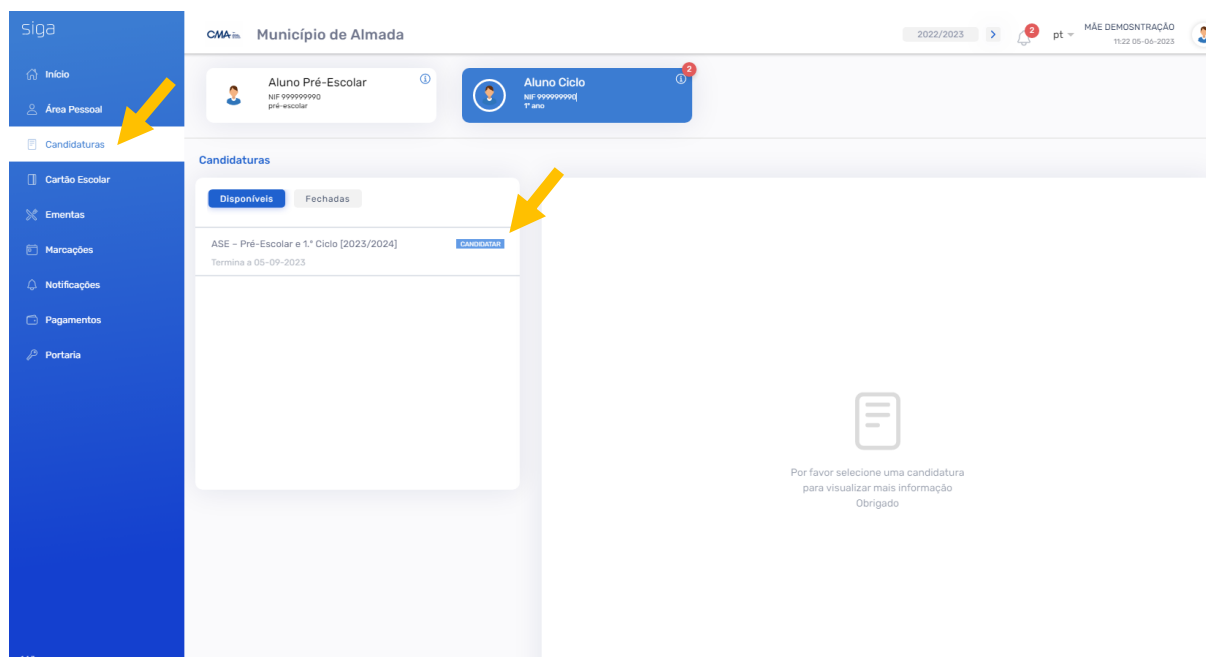 siga
CMA Município de Almada
2022/2023
2
pt
MÃE DEMOSNTRAÇÃO
11:22 05-06-2023
Início
Área Pessoal
Candidaturas
Cartão Escolar
Ementas
Marcações
Notificações
Pagamentos
Portaria
Aluno Pré-Escolar
NIF 999999990
pré-escolar
Aluno Ciclo
NIF 999999990
1º ano
2
Candidaturas
Disponíveis
Fechadas
ASE – Pré-Escolar e 1.º Ciclo [2023/2024]
CANDIDATAR
Termina a 05-09-2023
Por favor selecione uma candidatura
para visualizar mais informação
Obrigado